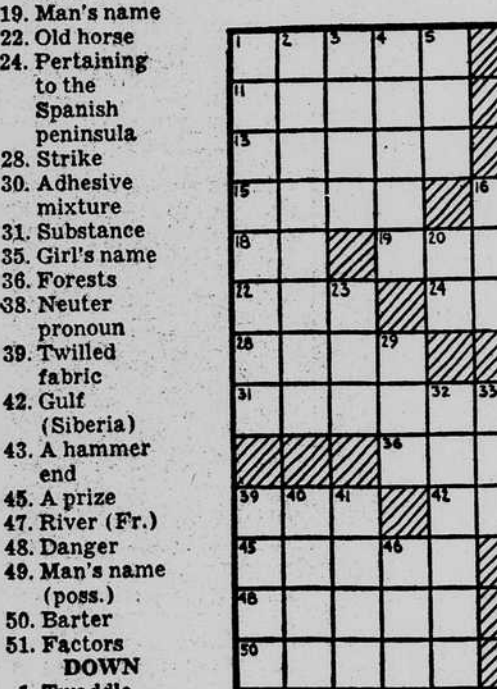 19. Man's name
22. Old horse
24. Pertaining
to the
Spanish
peninsula
28. Strike
30. Adhesive
mixture
31. Substance
35. Girl's name
36. Forests
38. Neuter
pronoun
39. Twilled
fabric
42. Gulf
(Siberia)
43. A hammer
end
45. A prize
47. River (Fr.)
48. Danger
49. Man's name
(poss.)
50. Barter
51. Factors
DOWN
1 2 3 4 5
11
13
15 16
18 19 20
22 23 24
28 29
31 32 33
36
39 40 41 42
45 46
48
50